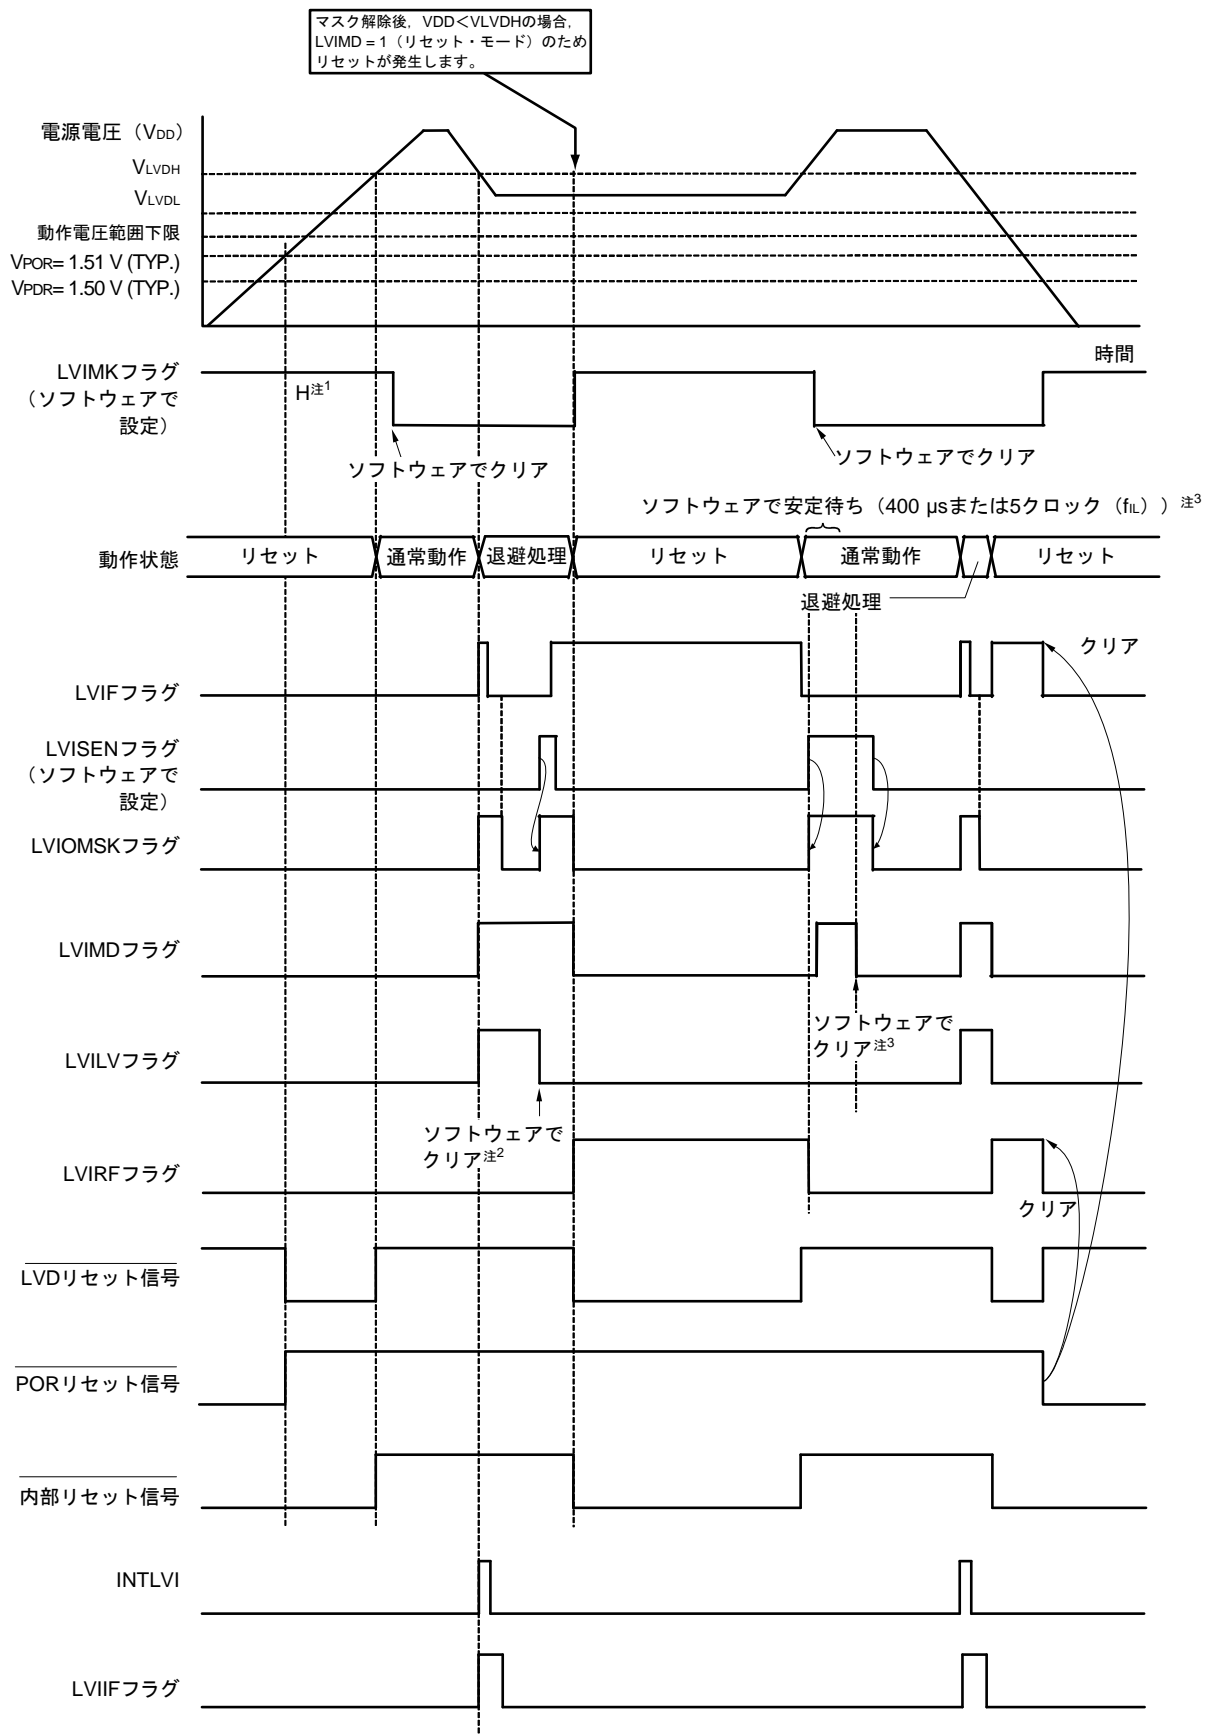 マスク解除後，VDD＜VLVDHの場合，
LVIMD = 1（リセット・モード）のため
リセットが発生します。
電源電圧（VDD）
VLVDH
VLVDL
動作電圧範囲下限
VPOR= 1.51 V (TYP.)
VPDR= 1.50 V (TYP.)
時間
LVIMKフラグ
（ソフトウェアで
設定）
H注1
ソフトウェアでクリア
ソフトウェアでクリア
ソフトウェアで安定待ち（400 μsまたは5クロック（fIL））注3
動作状態
リセット
通常動作
退避処理
リセット
通常動作
リセット
退避処理
クリア
LVIFフラグ
LVISENフラグ
（ソフトウェアで
設定）
LVIOMSKフラグ
LVIMDフラグ
ソフトウェアで
クリア注3
LVILVフラグ
ソフトウェアで
クリア注2
LVIRFフラグ
クリア
LVDリセット信号
PORリセット信号
内部リセット信号
INTLVI
LVIIFフラグ